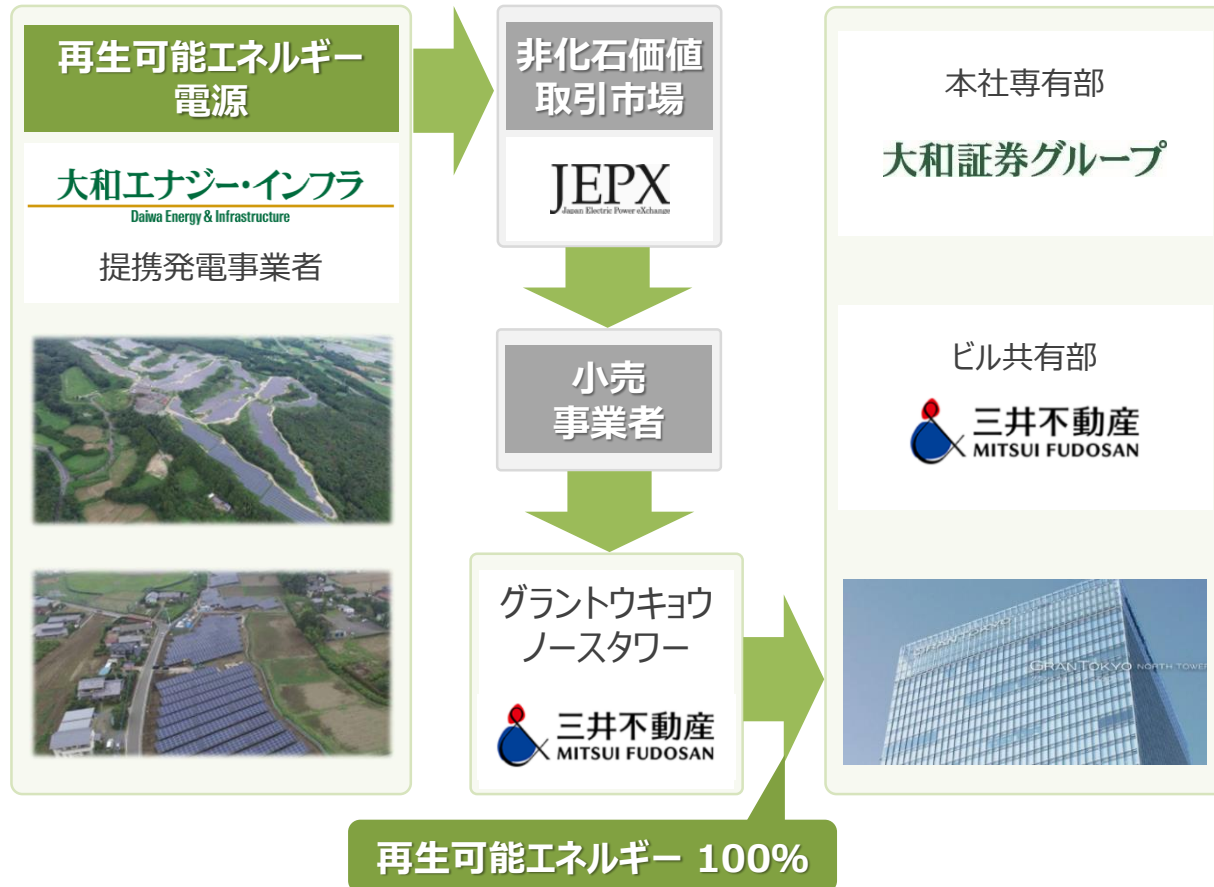 再生可能エネルギー
電源
大和エナジー・インフラ
Daiwa Energy & Infrastructure
提携発電事業者
非化石価値
取引市場
JEPX
Japan Electric Power eXchange
小売
事業者
グラントウキョウ
ノースタワー
三井不動産
MITSUI FUDOSAN
再生可能エネルギー 100%
本社専有部
大和証券グループ
ビル共有部
三井不動産
MITSUI FUDOSAN
GRANTOKYO NORTH TOWER